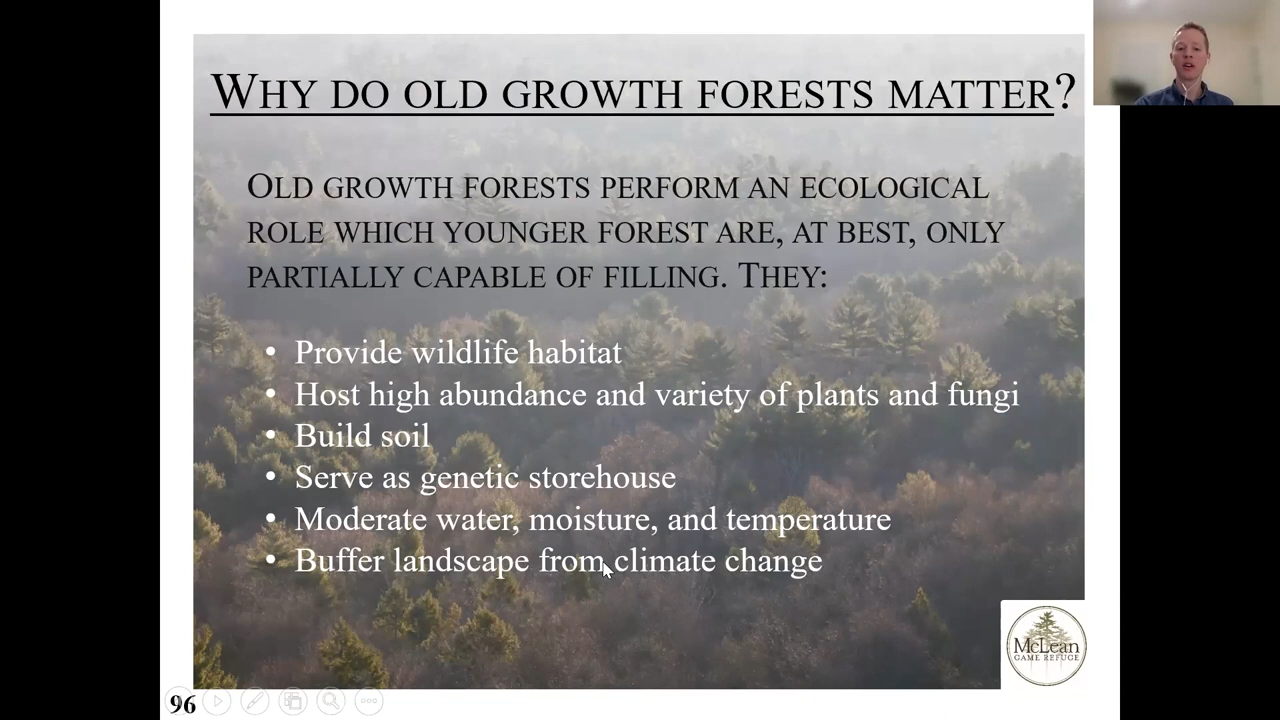 WHY DO OLD GROWTH FORESTS MATTER?
OLD GROWTH FORESTS PERFORM AN ECOLOGICAL
ROLE WHICH YOUNGER FOREST ARE, AT BEST, ONLY
PARTIALLY CAPABLE OF FILLING. THEY:
• Provide wildlife habitat
• Host high abundance and variety of plants and fungi
• Build soil
• Serve as genetic storehouse
• Moderate water, moisture, and temperature
• Buffer landscape from climate change
McLean
GAME REFUGE
96